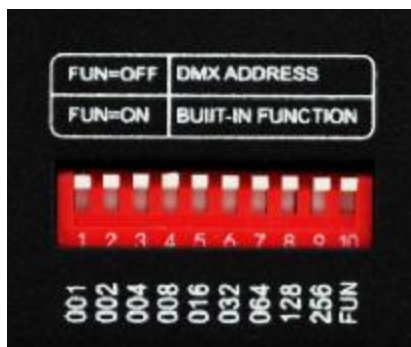 FUN=OFF DMX ADDRESS
FUN=ON BUIIT-IN FUNCTION
1 2 3 4 5 6 7 8 9 10
001 002 004 008 016 032 064 128 256 FUN